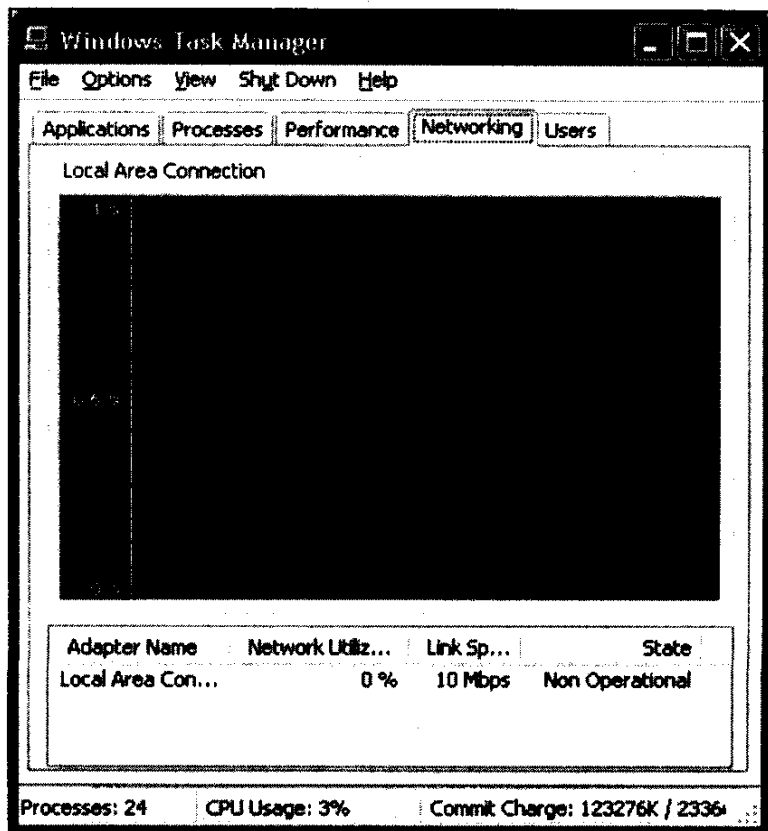 Windows Task Manager
File Options View Shut Down Help
Applications Processes Performance Networking Users
Local Area Connection
Adapter Name Network Utiliz... Link Sp... State
Local Area Con... 0 % 10 Mbps Non Operational
Processes: 24 CPU Usage: 3% Commit Charge: 123276K /